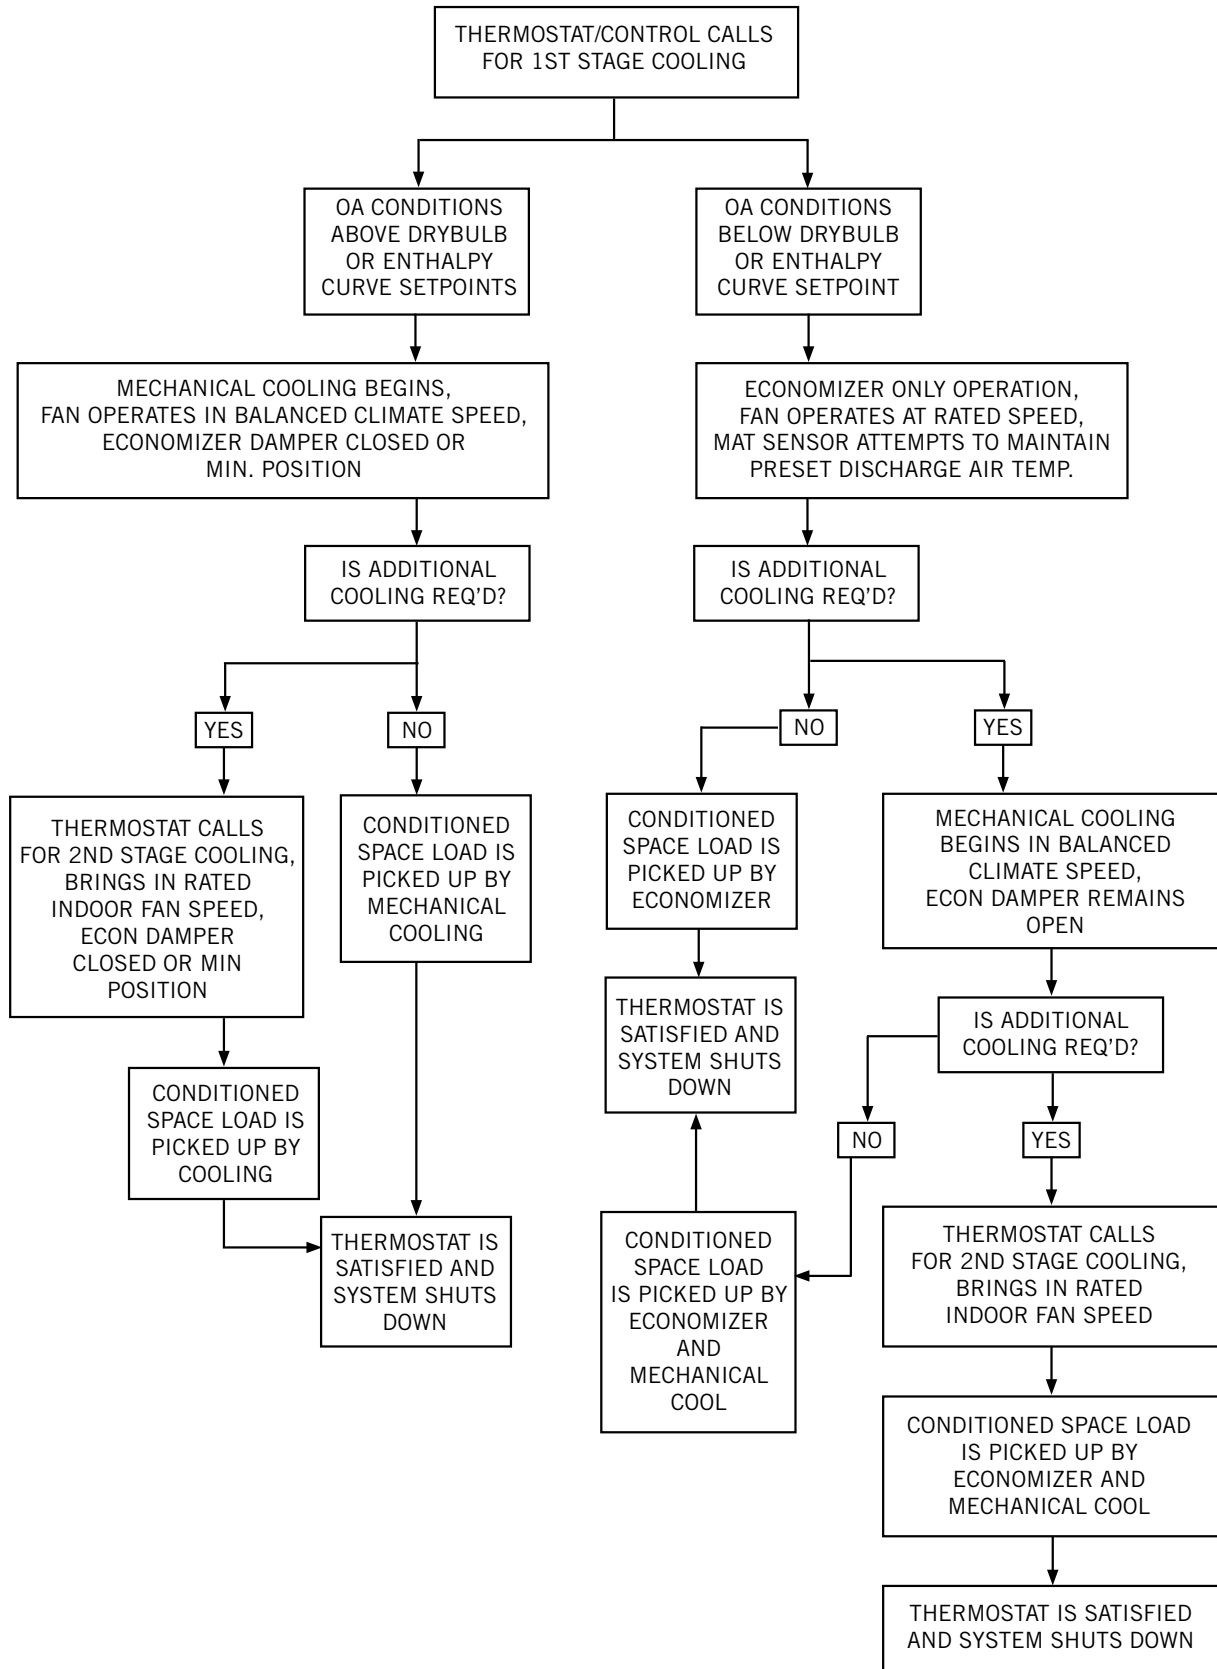 THERMOSTAT/CONTROL CALLS
FOR 1ST STAGE COOLING
OA CONDITIONS
ABOVE DRYBULB
OR ENTHALPY
CURVE SETPOINTS
OA CONDITIONS
BELOW DRYBULB
OR ENTHALPY
CURVE SETPOINT
MECHANICAL COOLING BEGINS,
FAN OPERATES IN BALANCED CLIMATE SPEED,
ECONOMIZER DAMPER CLOSED OR
MIN. POSITION
ECONOMIZER ONLY OPERATION,
FAN OPERATES AT RATED SPEED,
MAT SENSOR ATTEMPTS TO MAINTAIN
PRESET DISCHARGE AIR TEMP.
IS ADDITIONAL
COOLING REQ'D?
IS ADDITIONAL
COOLING REQ'D?
YES
NO
NO
YES
THERMOSTAT CALLS
FOR 2ND STAGE COOLING,
BRINGS IN RATED
INDOOR FAN SPEED,
ECON DAMPER
CLOSED OR MIN
POSITION
CONDITIONED
SPACE LOAD IS
PICKED UP BY
MECHANICAL
COOLING
CONDITIONED
SPACE LOAD IS
PICKED UP BY
ECONOMIZER
MECHANICAL COOLING
BEGINS IN BALANCED
CLIMATE SPEED,
ECON DAMPER REMAINS
OPEN
THERMOSTAT IS
SATISFIED AND
SYSTEM SHUTS
DOWN
IS ADDITIONAL
COOLING REQ'D?
CONDITIONED
SPACE LOAD IS
PICKED UP BY
COOLING
NO
YES
THERMOSTAT IS
SATISFIED AND
SYSTEM SHUTS
DOWN
CONDITIONED
SPACE LOAD
IS PICKED UP BY
ECONOMIZER
AND
MECHANICAL
COOL
THERMOSTAT CALLS
FOR 2ND STAGE COOLING,
BRINGS IN RATED
INDOOR FAN SPEED
CONDITIONED SPACE LOAD
IS PICKED UP BY
ECONOMIZER AND
MECHANICAL COOL
THERMOSTAT IS SATISFIED
AND SYSTEM SHUTS DOWN